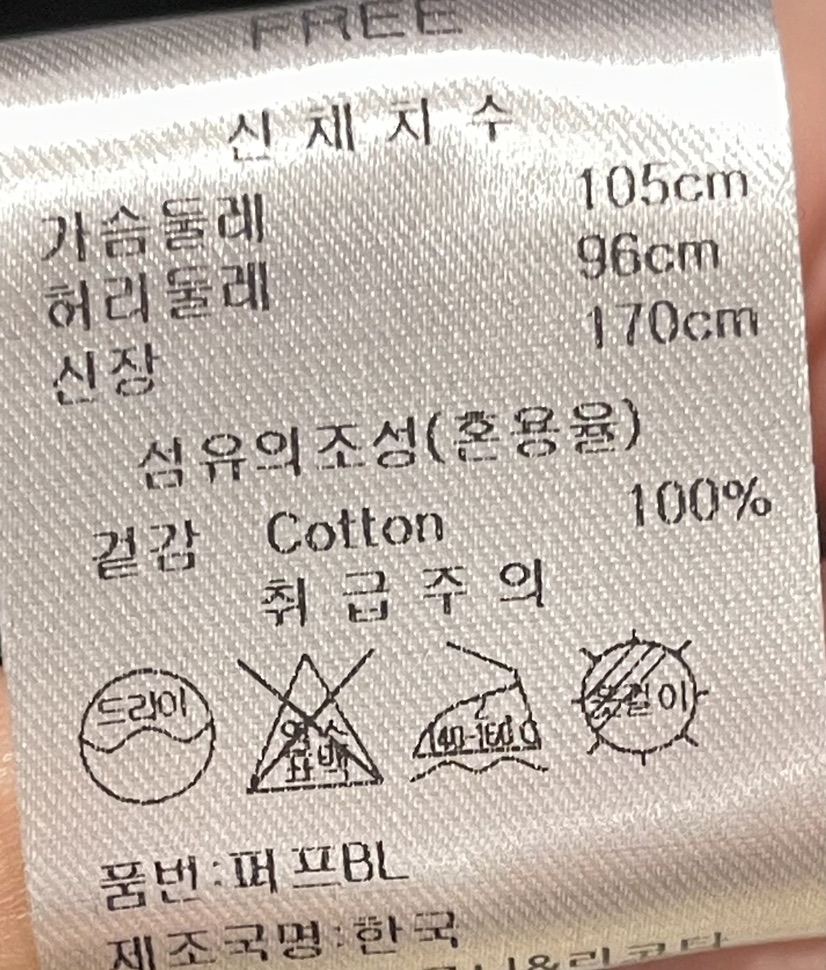 FREE
신체치수
가슴둘레 105cm
허리둘레 96cm
신장 170cm
섬유의조성(혼용율)
겉감 Cotton 100%
취급주의
드라이
염소
표백
140-160℃
옷걸이
품번:퍼프BL
제조국명:한국